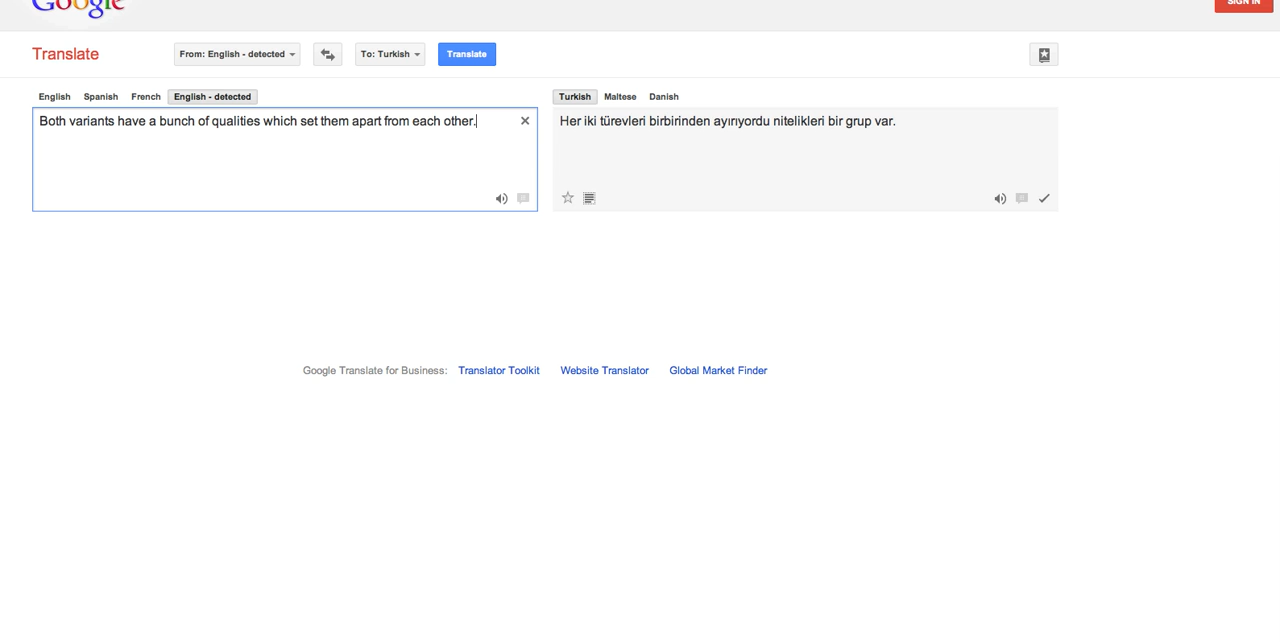 Google
SIGN IN
Translate
From: English - detected
To: Turkish
Translate
English Spanish French English - detected
Turkish Maltese Danish
Both variants have a bunch of qualities which set them apart from each other.
Her iki türevleri birbirinden ayırıyordu nitelikleri bir grup var.
Google Translate for Business: Translator Toolkit Website Translator Global Market Finder